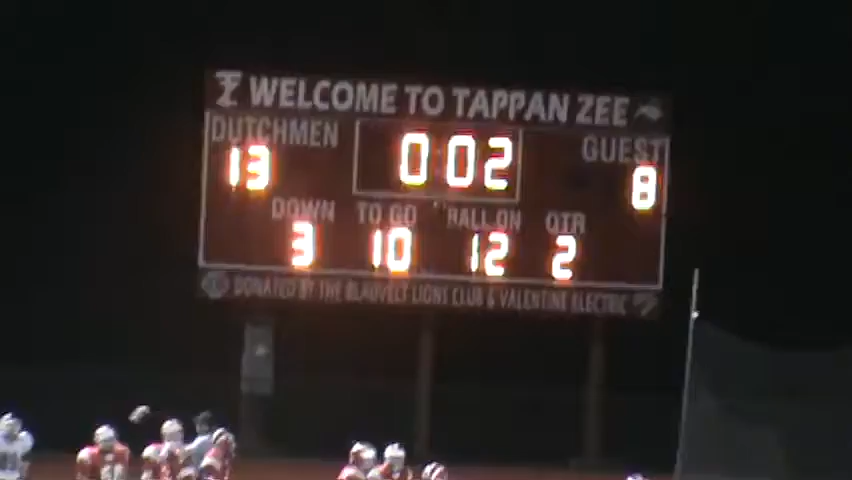 TZ WELCOME TO TAPPAN ZEE
DUTCHMEN 0:02 GUEST
13 8
DOWN TO GO BALL ON QTR
3 10 12 2
DONATED BY THE BLAUVELT LIONS CLUB & VALENTINE ELECTRIC